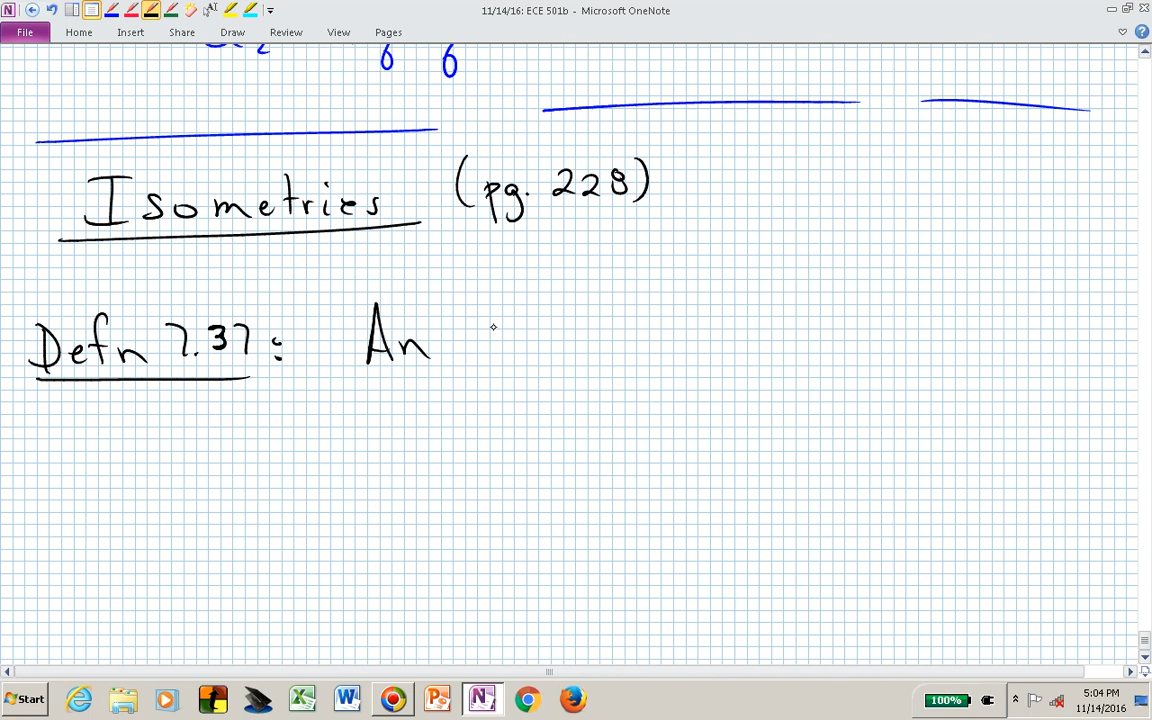 11/14/16: ECE 501b - Microsoft OneNote
File Home Insert Share Draw Review View Pages
6 6
Isometries (pg. 228)
Defn 7.37: An
Start
100%
5:04 PM
11/14/2016